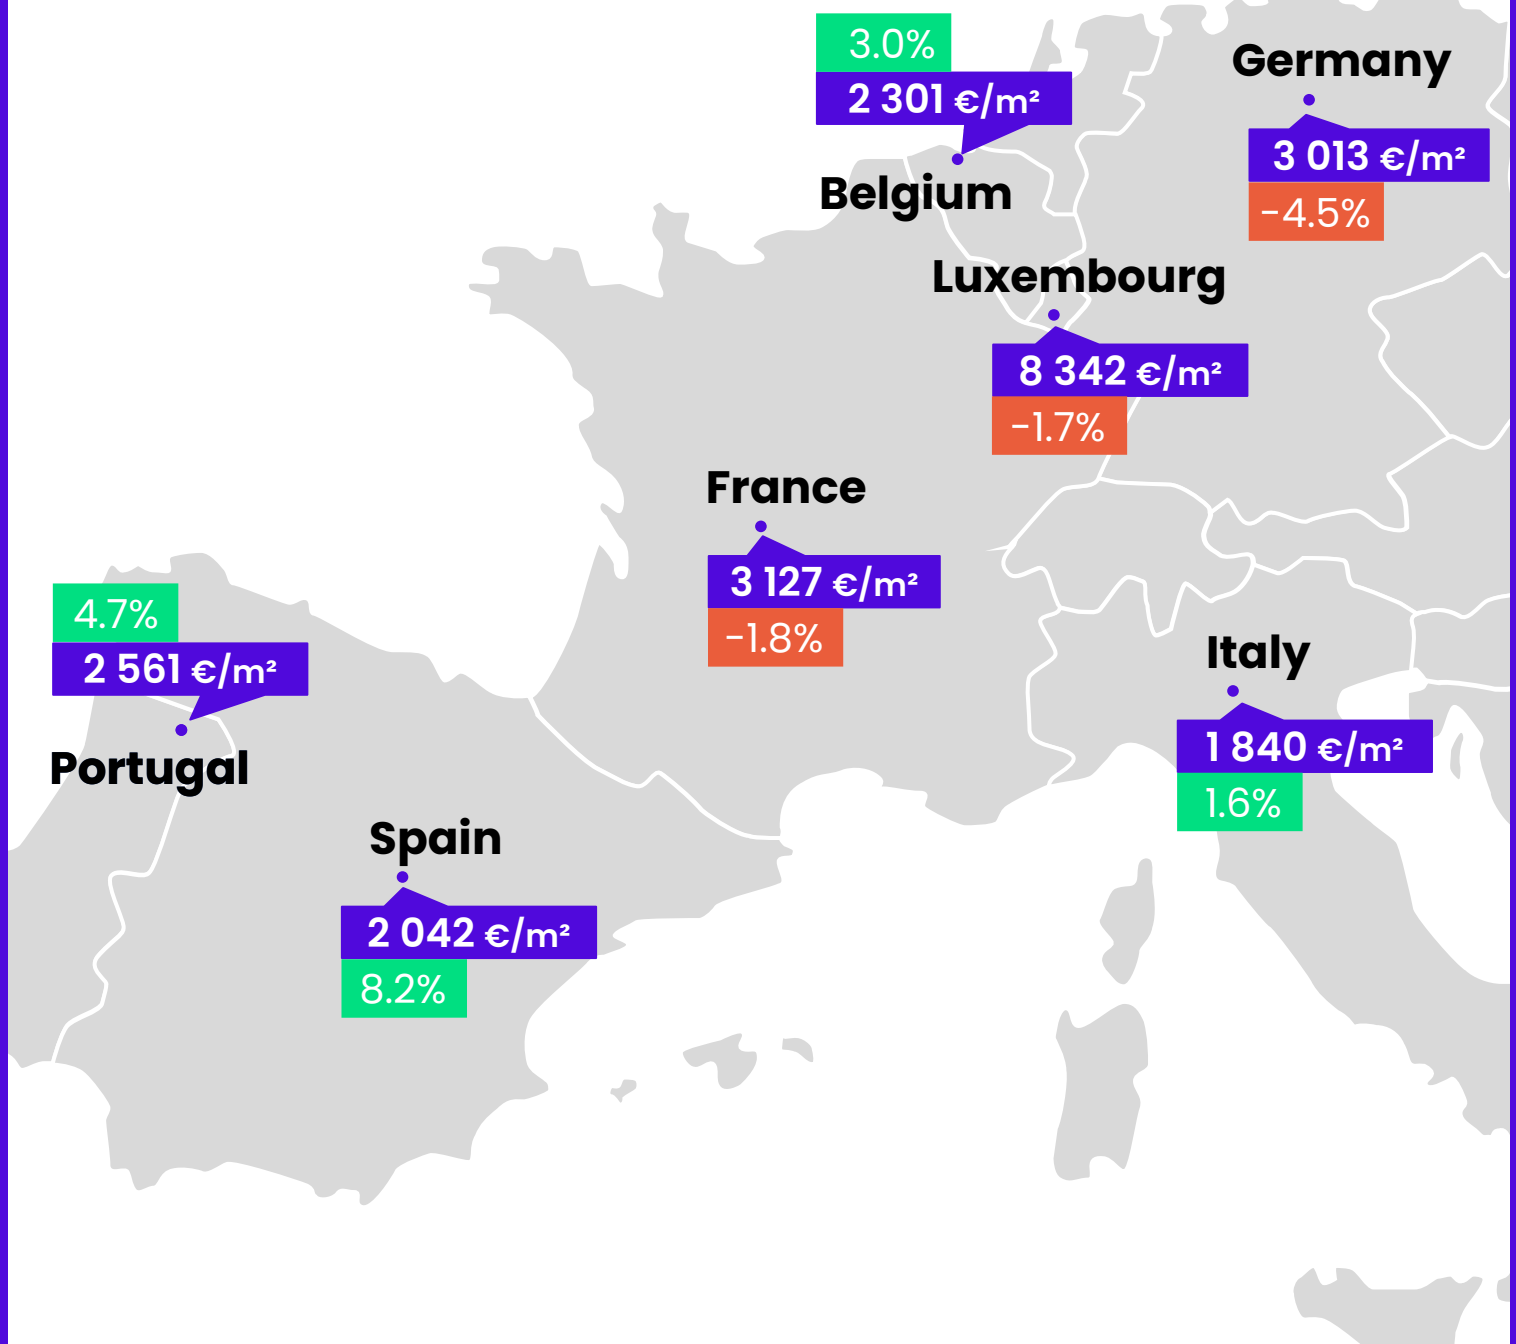 3.0%
2 301 €/m²
Belgium
Germany
3 013 €/m²
-4.5%
Luxembourg
8 342 €/m²
-1.7%
France
3 127 €/m²
-1.8%
4.7%
2 561 €/m²
Portugal
Italy
1 840 €/m²
1.6%
Spain
2 042 €/m²
8.2%